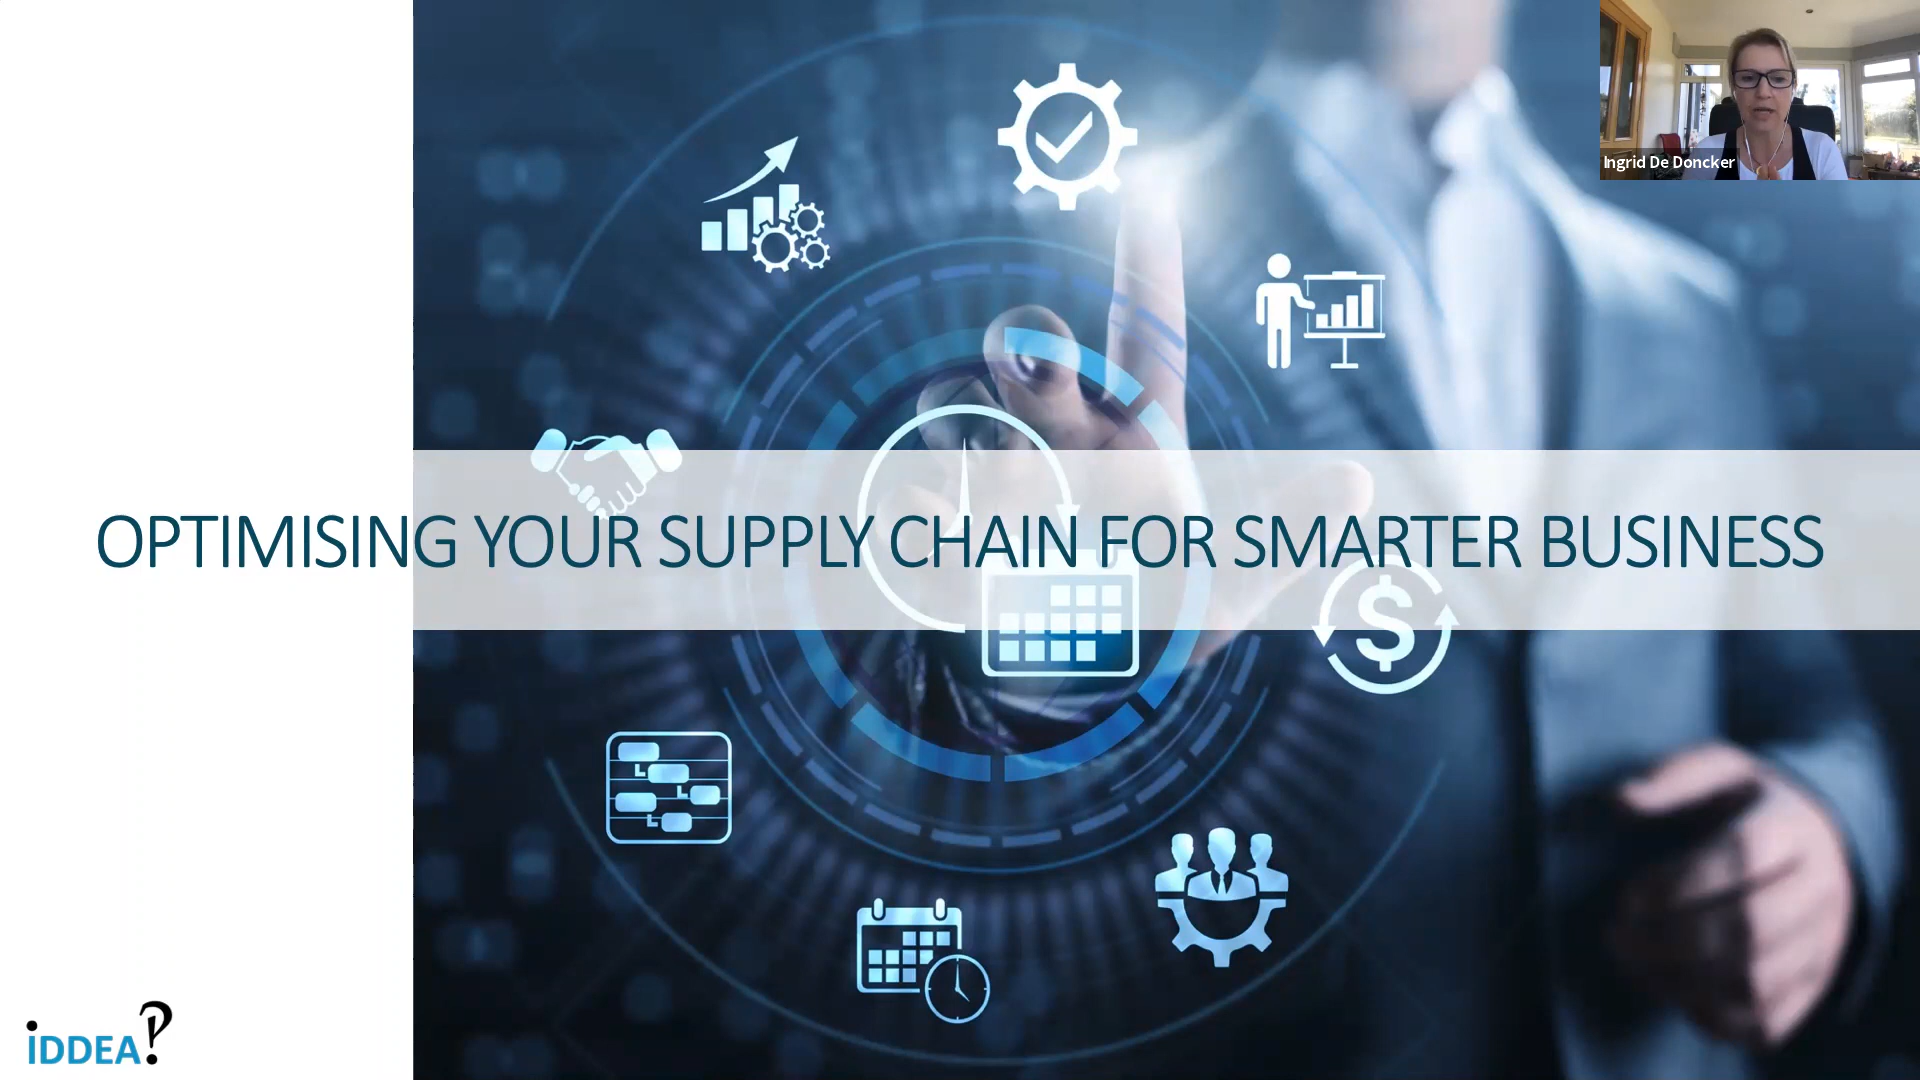 Ingrid De Doncker
OPTIMISING YOUR SUPPLY CHAIN FOR SMARTER BUSINESS
iDDEA?